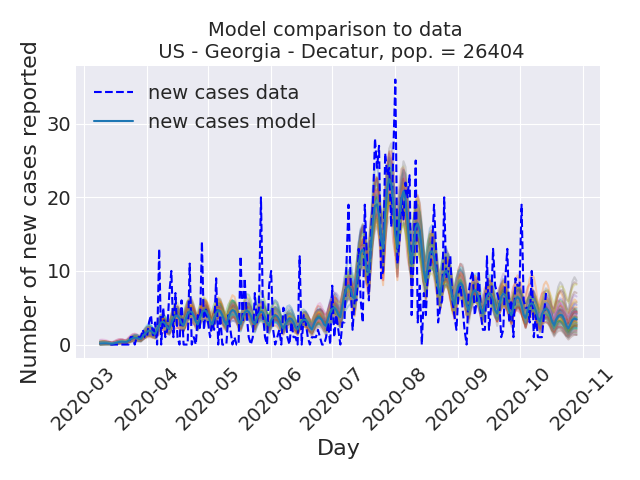 Model comparison to data
US - Georgia - Decatur, pop. = 26404
new cases data
new cases model
Number of new cases reported
30
20
10
0
2020-03
2020-04
2020-05
2020-06
2020-07
2020-08
2020-09
2020-10
2020-11
Day